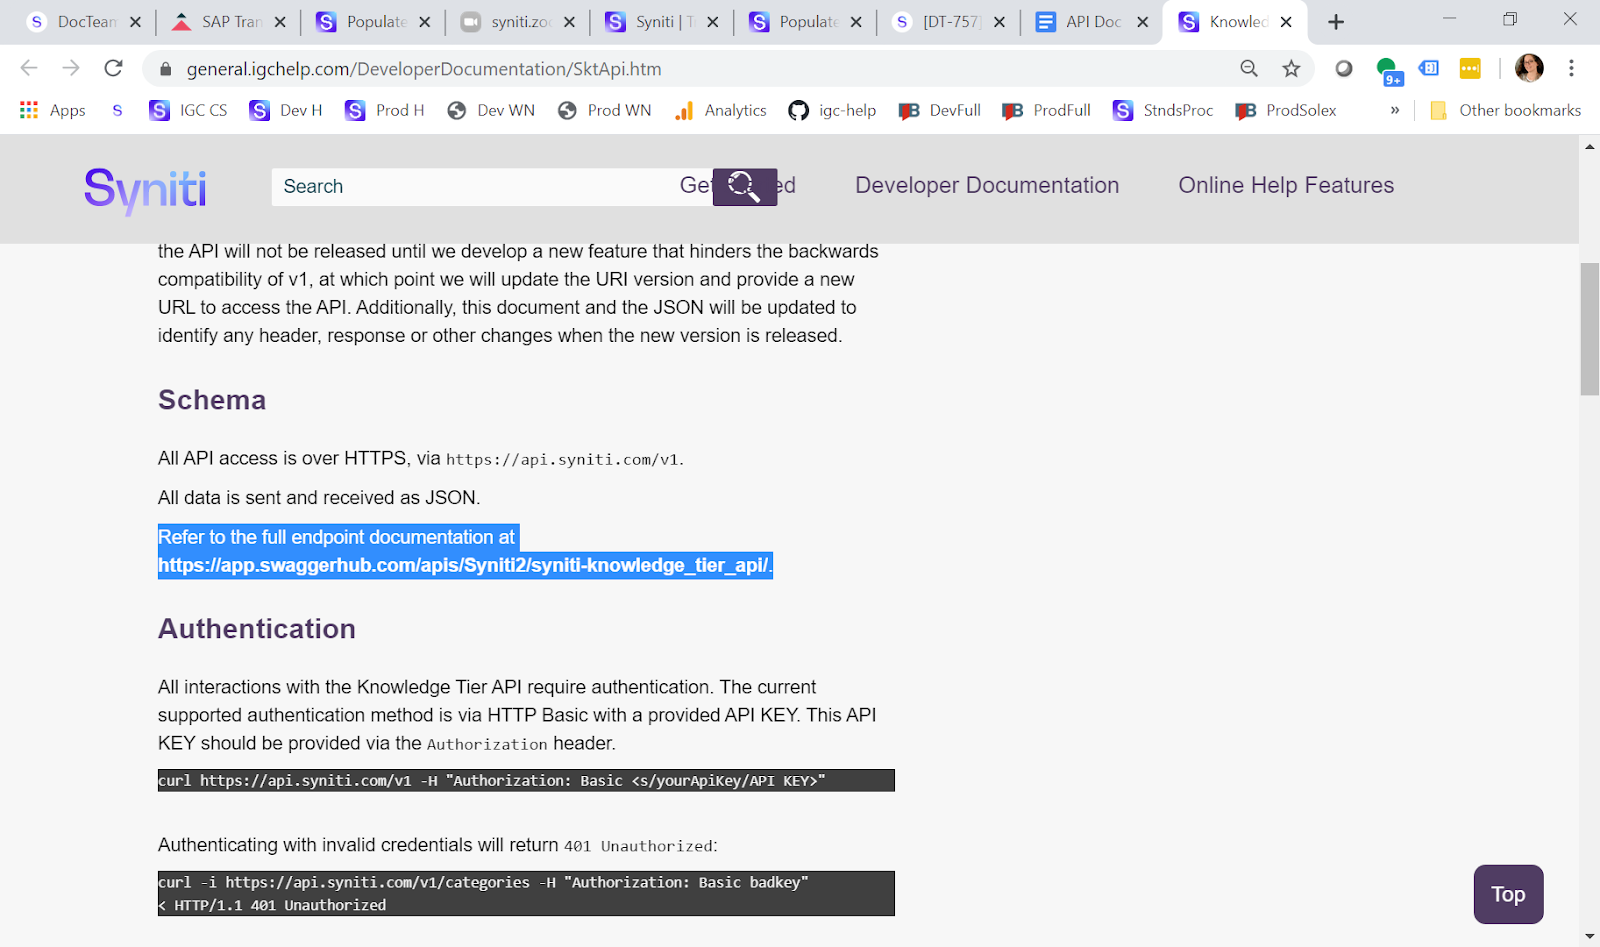 DocTeam
SAP Tran
Populate
syniti.zoo
Syniti | T
Populate
[DT-757]
API Doc
Knowled
general.igchelp.com/DeveloperDocumentation/SktApi.htm
9+
Apps
IGC CS
Dev H
Prod H
Dev WN
Prod WN
Analytics
igc-help
DevFull
ProdFull
StndsProc
ProdSolex
»
Other bookmarks
Syniti
Search
Developer Documentation
Online Help Features
the API will not be released until we develop a new feature that hinders the backwards
compatibility of v1, at which point we will update the URI version and provide a new
URL to access the API. Additionally, this document and the JSON will be updated to
identify any header, response or other changes when the new version is released.
Schema
All API access is over HTTPS, via https://api.syniti.com/v1.
All data is sent and received as JSON.
Refer to the full endpoint documentation at
https://app.swaggerhub.com/apis/Syniti2/syniti-knowledge_tier_api/.
Authentication
All interactions with the Knowledge Tier API require authentication. The current
supported authentication method is via HTTP Basic with a provided API KEY. This API
KEY should be provided via the Authorization header.
curl https://api.syniti.com/v1 -H "Authorization: Basic <s/yourApiKey/API KEY>"
Authenticating with invalid credentials will return 401 Unauthorized:
curl -i https://api.syniti.com/v1/categories -H "Authorization: Basic badkey"
< HTTP/1.1 401 Unauthorized
Top